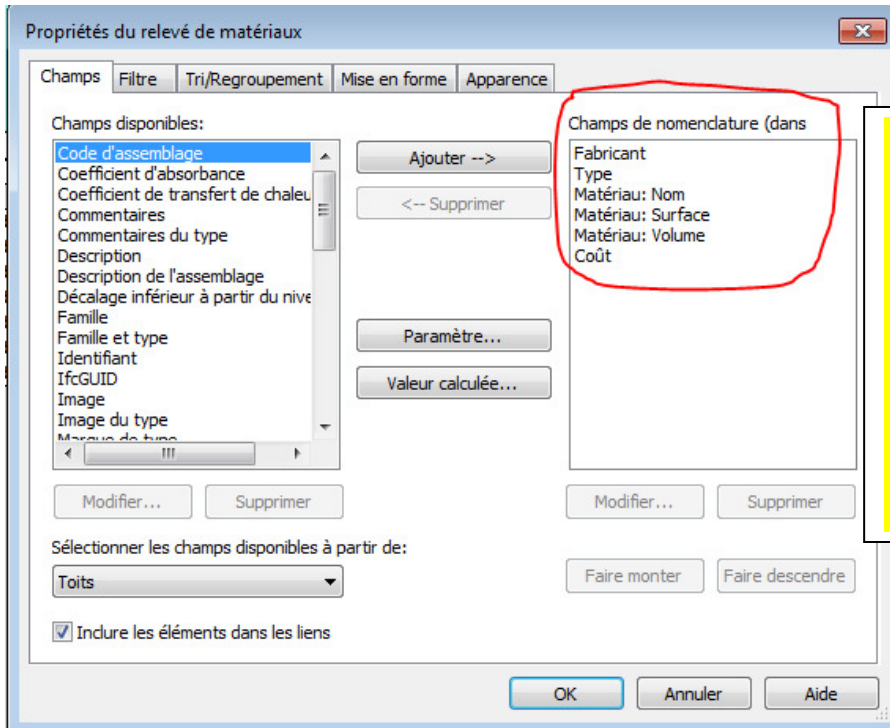 Propriétés du relevé de matériaux
Champs Filtre Tri/Regroupement Mise en forme Apparence
Champs disponibles:
Code d'assemblage
Coefficient d'absorbance
Coefficient de transfert de chaleu
Commentaires
Commentaires du type
Description
Description de l'assemblage
Décalage inférieur à partir du nive
Famille
Famille et type
Identifiant
IfcGUID
Image
Image du type
Marque de type
Ajouter -->
<-- Supprimer
Paramètre...
Valeur calculée...
Champs de nomenclature (dans
Fabricant
Type
Matériau: Nom
Matériau: Surface
Matériau: Volume
Coût
Modifier... Supprimer
Modifier... Supprimer
Sélectionner les champs disponibles à partir de:
Toits
Faire monter Faire descendre
Inclure les éléments dans les liens
OK Annuler Aide